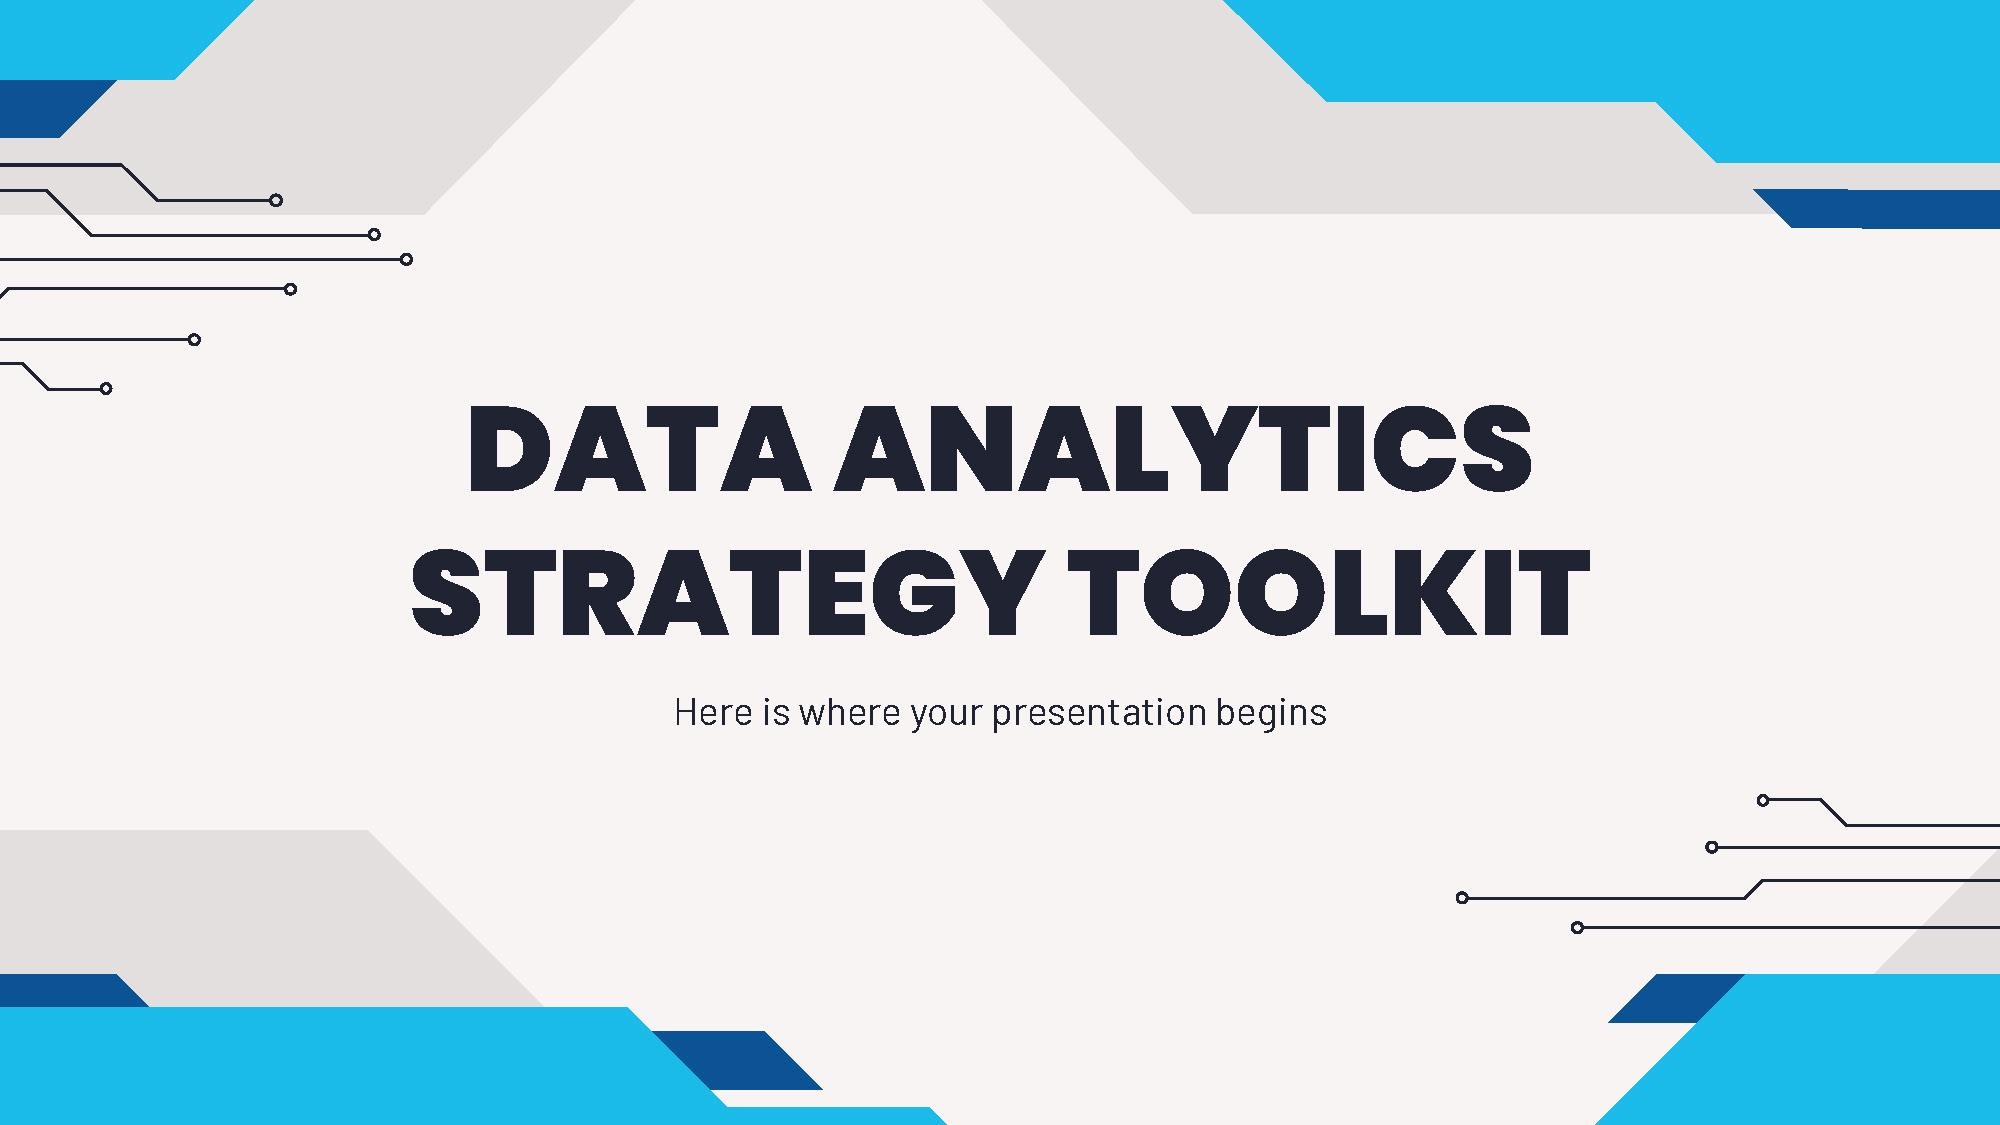 DATA ANALYTICS
STRATEGY TOOLKIT
Here is where your presentation begins